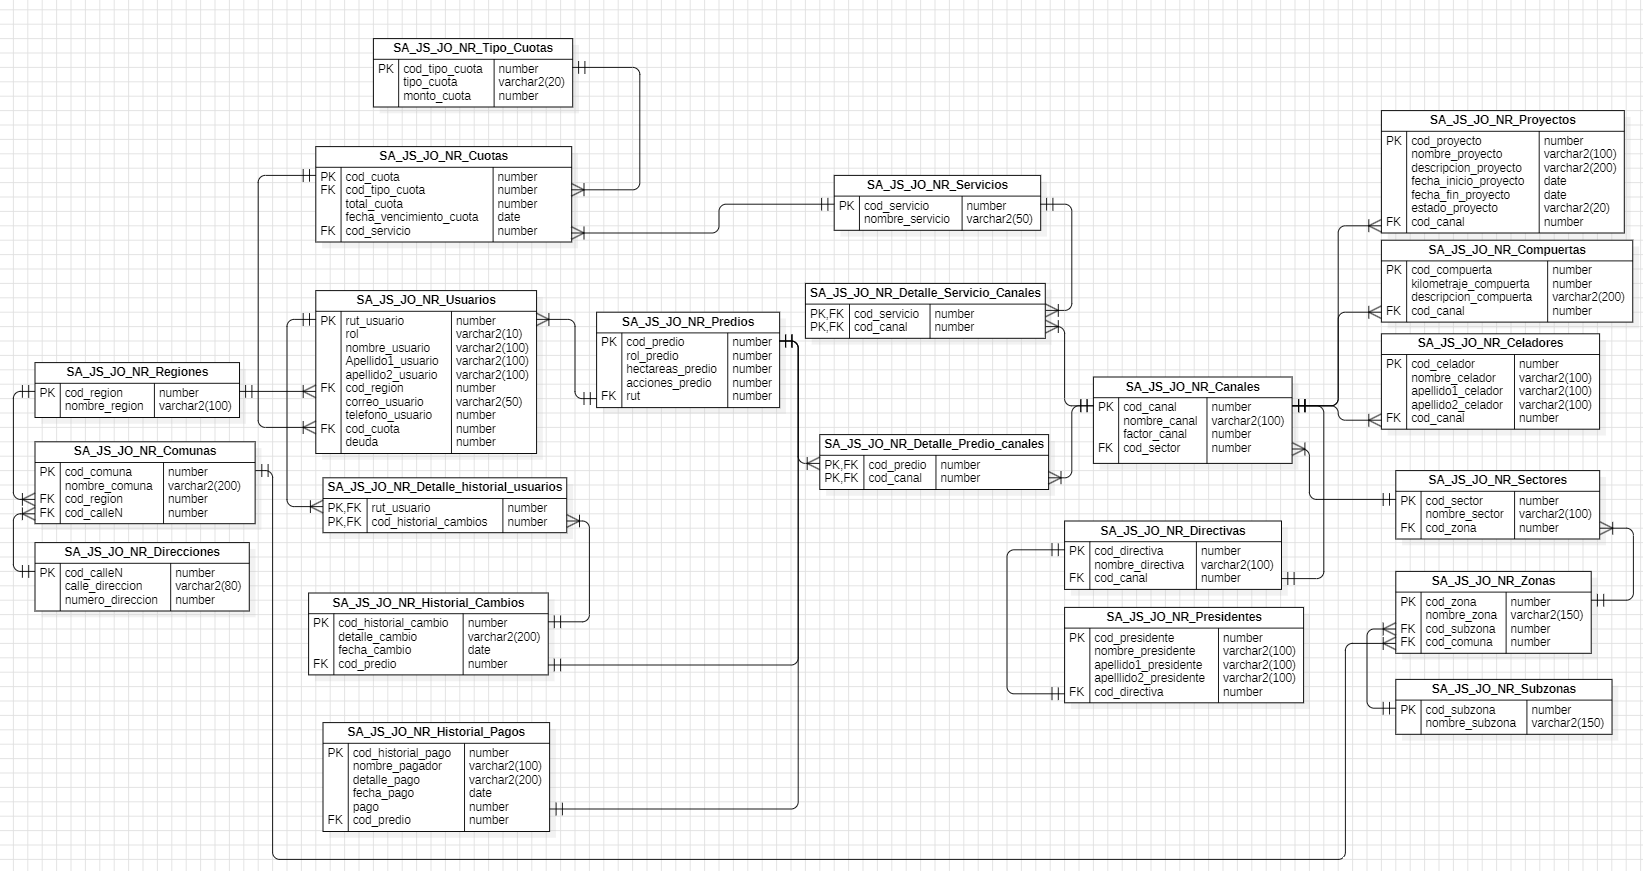 SA_JS_JO_NR_Tipo_Cuotas
PK cod_tipo_cuota number
tipo_cuota varchar2(20)
monto_cuota number
SA_JS_JO_NR_Cuotas
PK cod_cuota number
FK cod_tipo_cuota number
total_cuota number
fecha_vencimiento_cuota date
FK cod_servicio number
SA_JS_JO_NR_Servicios
PK cod_servicio number
nombre_servicio varchar2(50)
SA_JS_JO_NR_Proyectos
PK cod_proyecto number
nombre_proyecto varchar2(100)
descripcion_proyecto varchar2(200)
fecha_inicio_proyecto date
fecha_fin_proyecto date
estado_proyecto varchar2(20)
FK cod_canal number
SA_JS_JO_NR_Compuertas
PK cod_compuerta number
kilometraje_compuerta number
descripcion_compuerta varchar2(200)
FK cod_canal number
SA_JS_JO_NR_Usuarios
PK rut_usuario number
rol varchar2(10)
nombre_usuario varchar2(100)
Apellido1_usuario varchar2(100)
apellido2_usuario varchar2(100)
FK cod_region number
correo_usuario varchar2(50)
telefono_usuario number
FK cod_cuota number
deuda number
SA_JS_JO_NR_Predios
PK cod_predio number
rol_predio number
hectareas_predio number
acciones_predio number
FK rut number
SA_JS_JO_NR_Detalle_Servicio_Canales
PK,FK cod_servicio number
PK,FK cod_canal number
SA_JS_JO_NR_Celadores
PK cod_celador number
nombre_celador varchar2(100)
apellido1_celador varchar2(100)
apellido2_celador varchar2(100)
FK cod_canal number
SA_JS_JO_NR_Regiones
PK cod_region number
nombre_region varchar2(100)
SA_JS_JO_NR_Canales
PK cod_canal number
nombre_canal varchar2(100)
factor_canal number
FK cod_sector number
SA_JS_JO_NR_Comunas
PK cod_comuna number
nombre_comuna varchar2(200)
FK cod_region number
FK cod_calleN number
SA_JS_JO_NR_Detalle_Predio_canales
PK,FK cod_predio number
PK,FK cod_canal number
SA_JS_JO_NR_Detalle_historial_usuarios
PK,FK rut_usuario number
PK,FK cod_historial_cambios number
SA_JS_JO_NR_Sectores
PK cod_sector number
nombre_sector varchar2(100)
FK cod_zona number
SA_JS_JO_NR_Direcciones
PK cod_calleN number
calle_direccion varchar2(80)
numero_direccion number
SA_JS_JO_NR_Directivas
PK cod_directiva number
nombre_directiva varchar2(100)
FK cod_canal number
SA_JS_JO_NR_Zonas
PK cod_zona number
nombre_zona varchar2(150)
FK cod_subzona number
FK cod_comuna number
SA_JS_JO_NR_Historial_Cambios
PK cod_historial_cambio number
detalle_cambio varchar2(200)
fecha_cambio date
FK cod_predio number
SA_JS_JO_NR_Presidentes
PK cod_presidente number
nombre_presidente varchar2(100)
apellido1_presidente varchar2(100)
apelllido2_presidente varchar2(100)
FK cod_directiva number
SA_JS_JO_NR_Subzonas
PK cod_subzona number
nombre_subzona varchar2(150)
SA_JS_JO_NR_Historial_Pagos
PK cod_historial_pago number
nombre_pagador varchar2(100)
detalle_pago varchar2(200)
fecha_pago date
pago number
FK cod_predio number